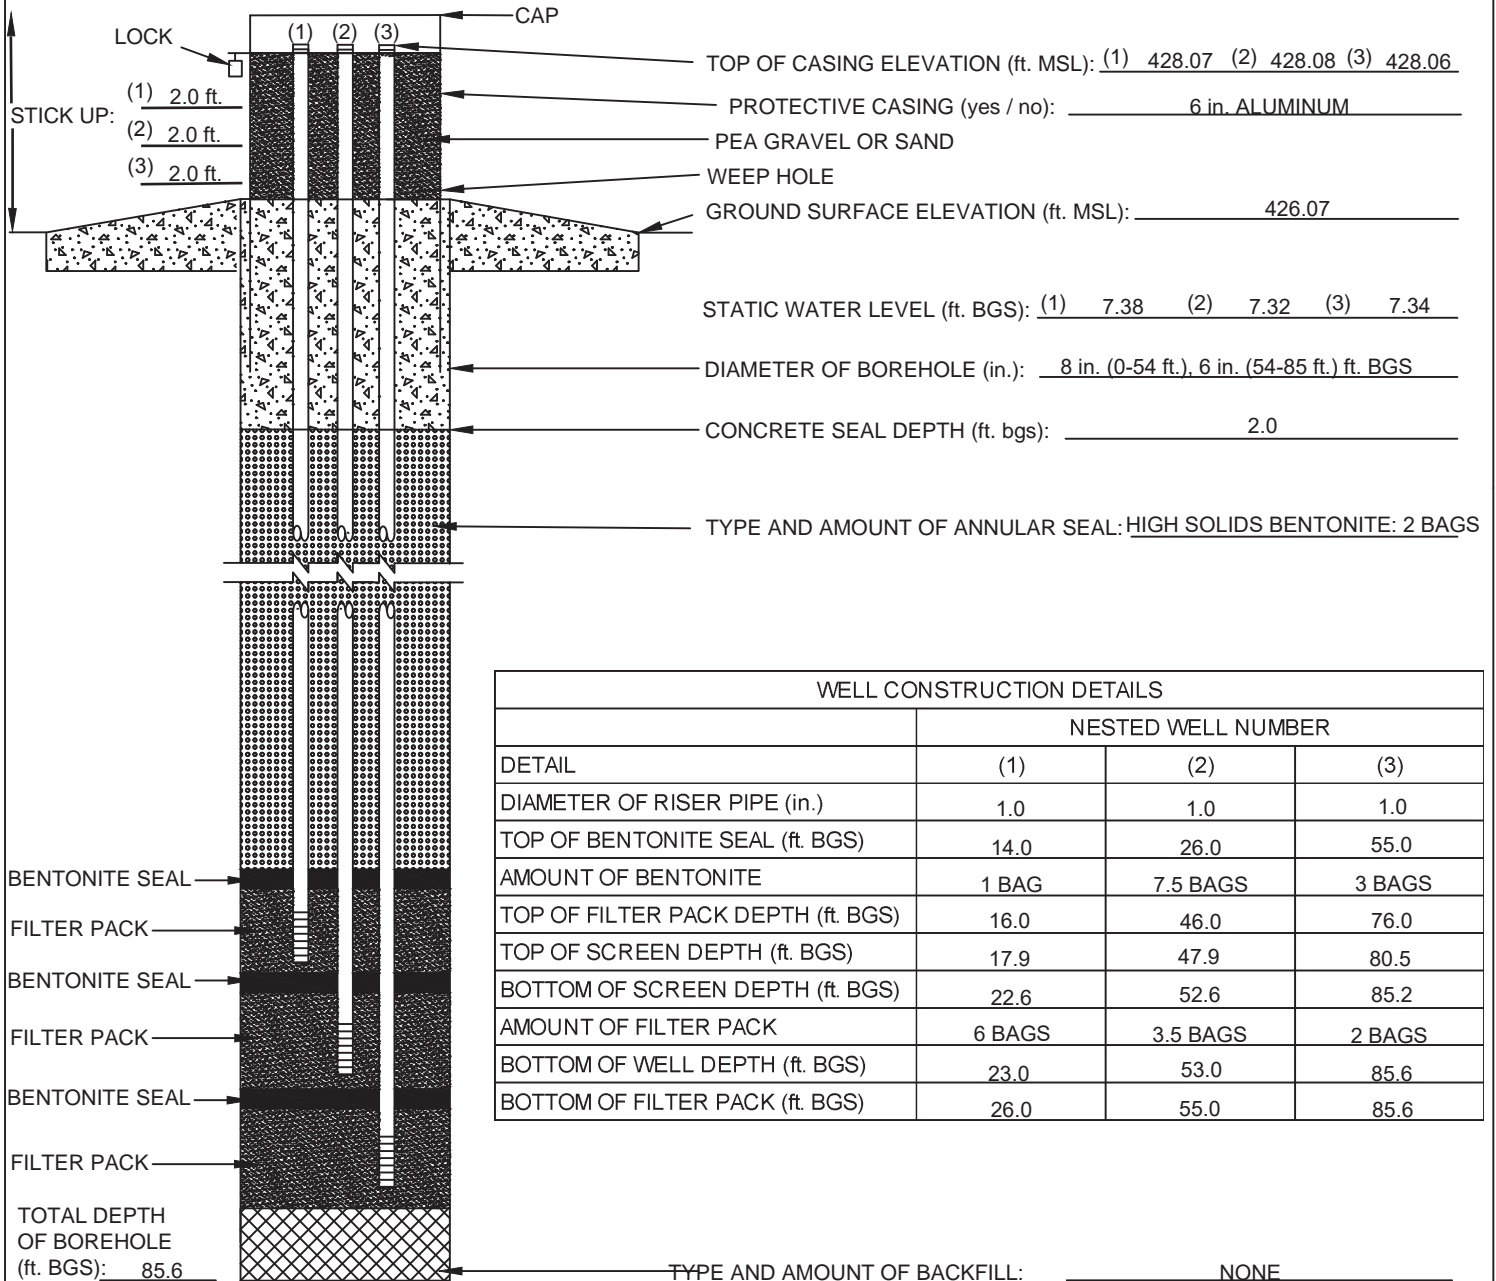 CAP
LOCK
(1) (2) (3)
TOP OF CASING ELEVATION (ft. MSL): (1) 428.07 (2) 428.08 (3) 428.06
STICK UP:
(1) 2.0 ft.
(2) 2.0 ft.
(3) 2.0 ft.
PROTECTIVE CASING (yes / no): 6 in. ALUMINUM
PEA GRAVEL OR SAND
WEEP HOLE
GROUND SURFACE ELEVATION (ft. MSL): 426.07
STATIC WATER LEVEL (ft. BGS): (1) 7.38 (2) 7.32 (3) 7.34
DIAMETER OF BOREHOLE (in.): 8 in. (0-54 ft.), 6 in. (54-85 ft.) ft. BGS
CONCRETE SEAL DEPTH (ft. bgs): 2.0
TYPE AND AMOUNT OF ANNULAR SEAL: HIGH SOLIDS BENTONITE: 2 BAGS
WELL CONSTRUCTION DETAILS
NESTED WELL NUMBER
DETAIL (1) (2) (3)
DIAMETER OF RISER PIPE (in.) 1.0 1.0 1.0
TOP OF BENTONITE SEAL (ft. BGS) 14.0 26.0 55.0
AMOUNT OF BENTONITE 1 BAG 7.5 BAGS 3 BAGS
TOP OF FILTER PACK DEPTH (ft. BGS) 16.0 46.0 76.0
TOP OF SCREEN DEPTH (ft. BGS) 17.9 47.9 80.5
BOTTOM OF SCREEN DEPTH (ft. BGS) 22.6 52.6 85.2
AMOUNT OF FILTER PACK 6 BAGS 3.5 BAGS 2 BAGS
BOTTOM OF WELL DEPTH (ft. BGS) 23.0 53.0 85.6
BOTTOM OF FILTER PACK (ft. BGS) 26.0 55.0 85.6
BENTONITE SEAL
FILTER PACK
BENTONITE SEAL
FILTER PACK
BENTONITE SEAL
FILTER PACK
TOTAL DEPTH
OF BOREHOLE
(ft. BGS): 85.6
TYPE AND AMOUNT OF BACKFILL: NONE